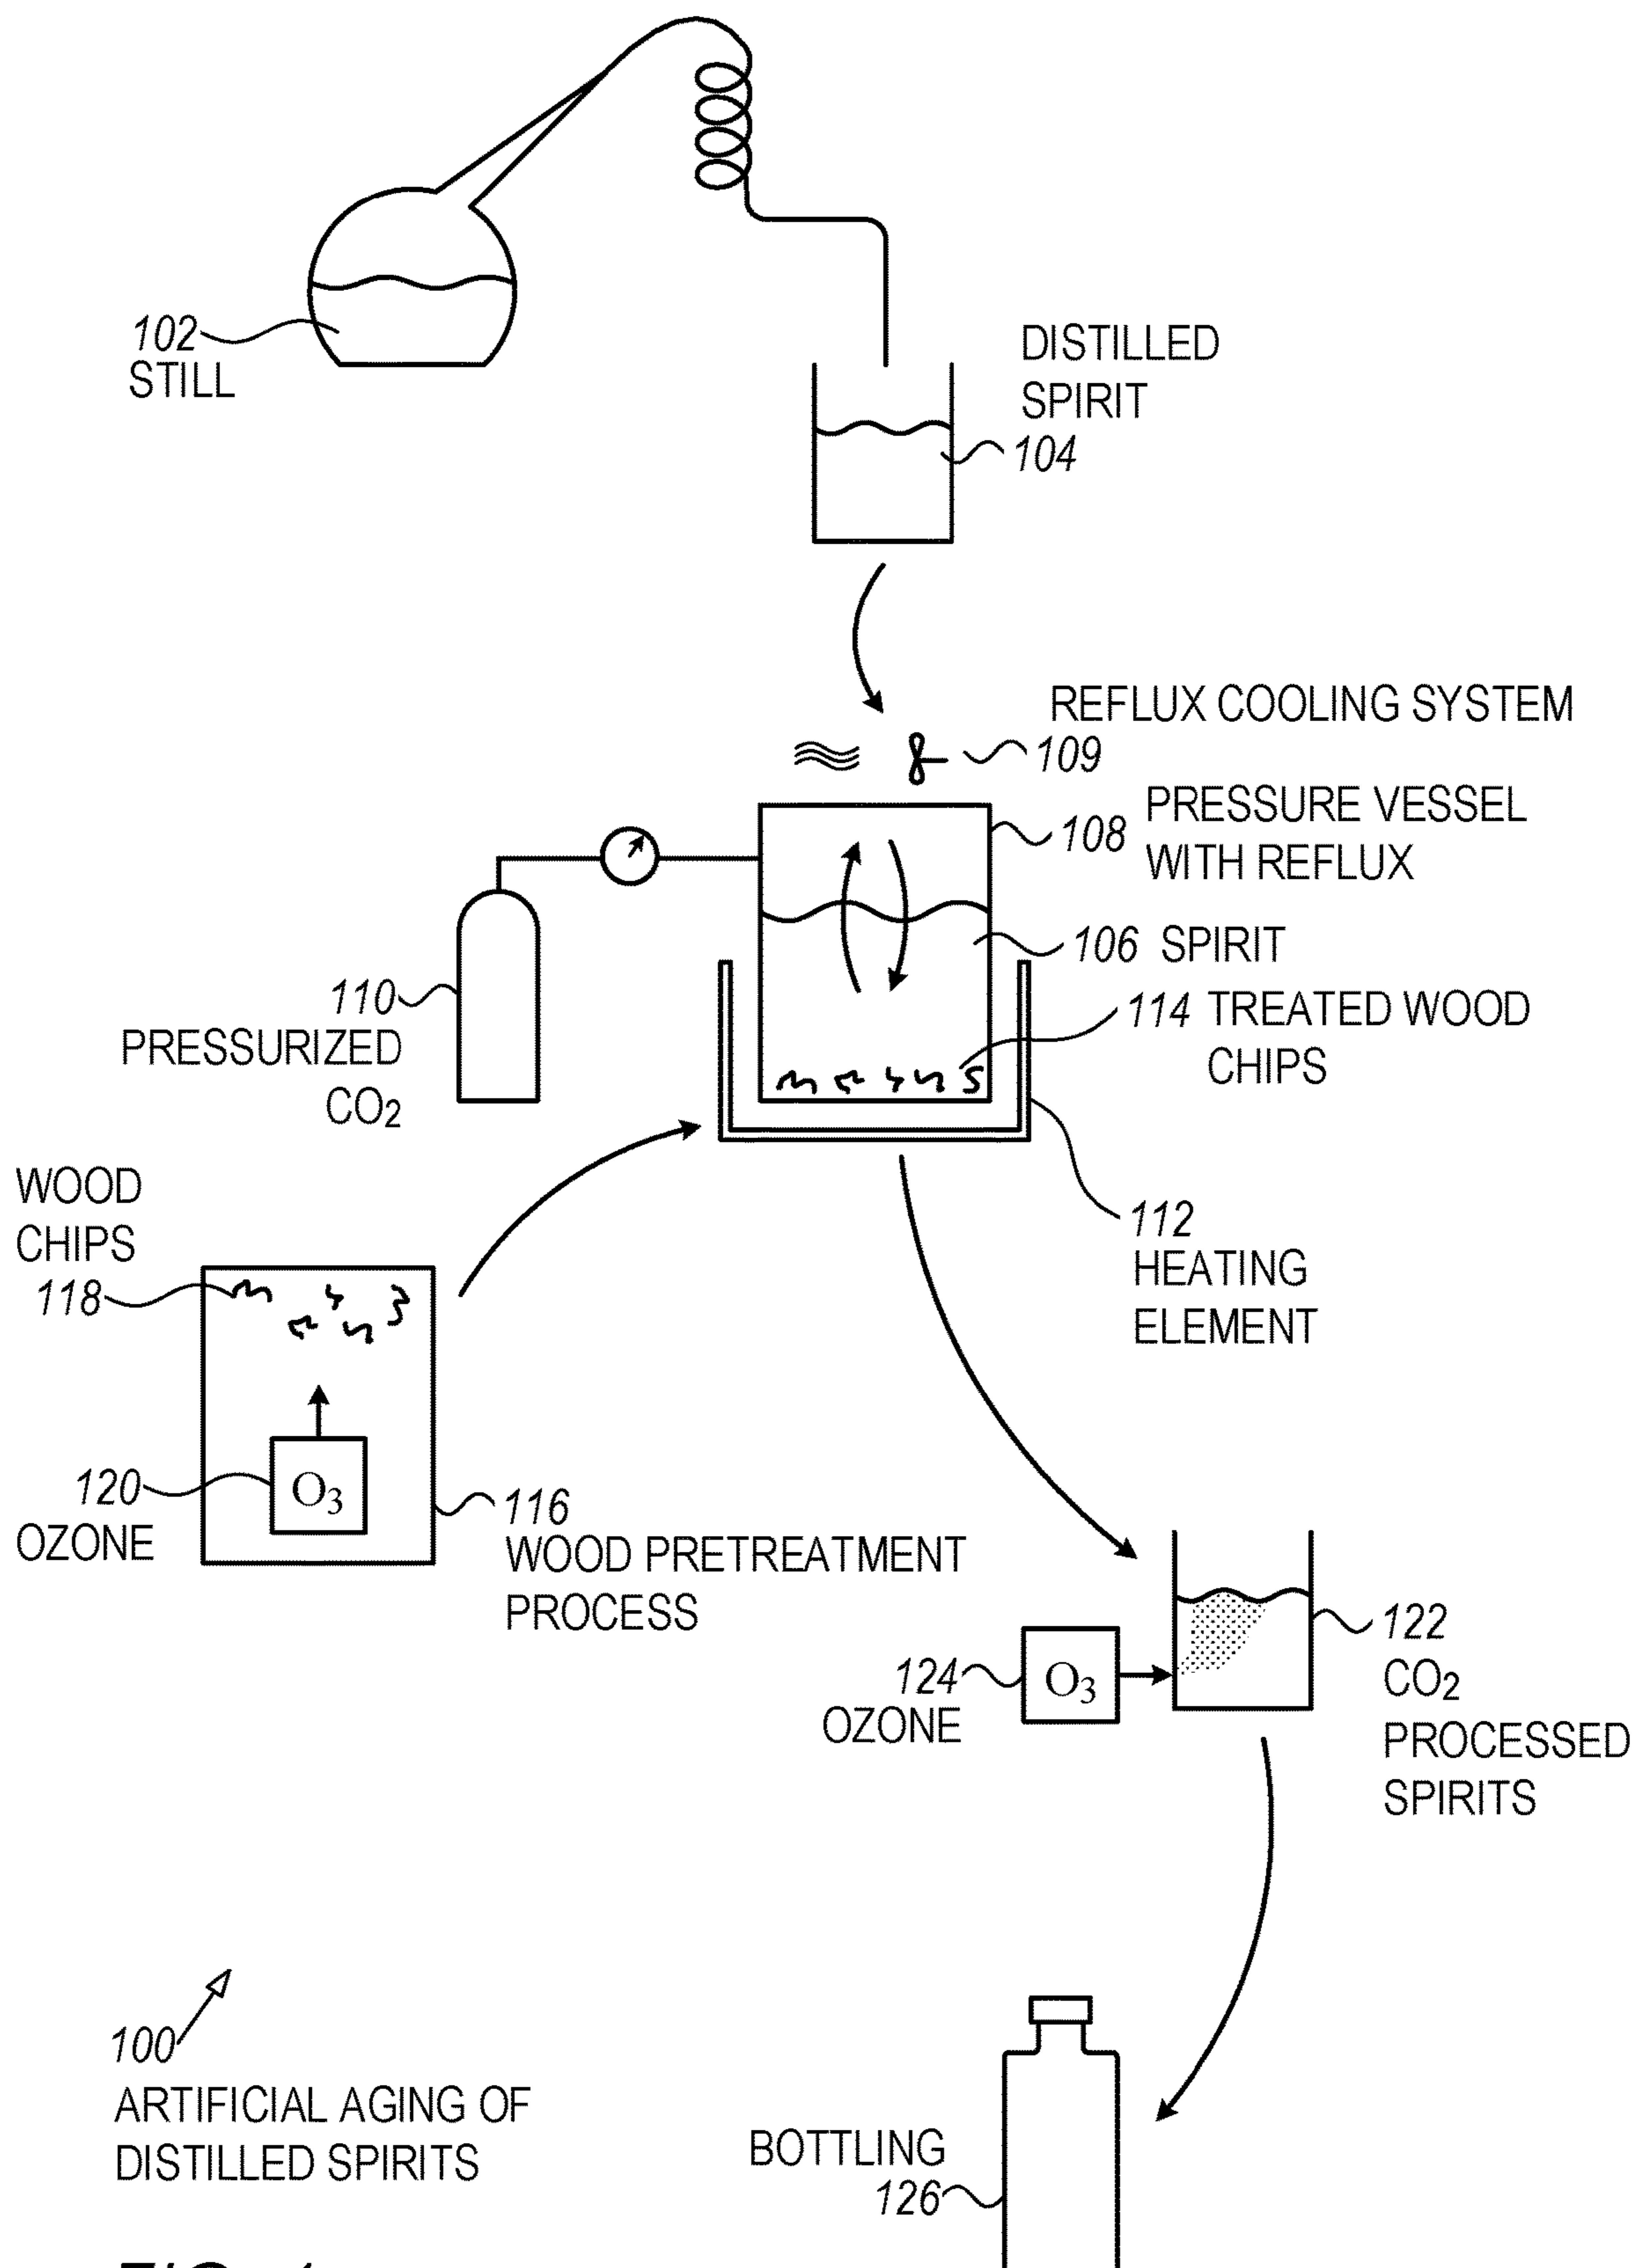 102
STILL
DISTILLED
SPIRIT
104
REFLUX COOLING SYSTEM
109
PRESSURE VESSEL
108
WITH REFLUX
106 SPIRIT
110
114 TREATED WOOD
CHIPS
PRESSURIZED
CO2
WOOD
CHIPS
118
112
HEATING
ELEMENT
O3
120
OZONE
116
WOOD PRETREATMENT
PROCESS
122
CO2
PROCESSED
SPIRITS
O3
124
OZONE
100
ARTIFICIAL AGING OF
DISTILLED SPIRITS
BOTTLING
126